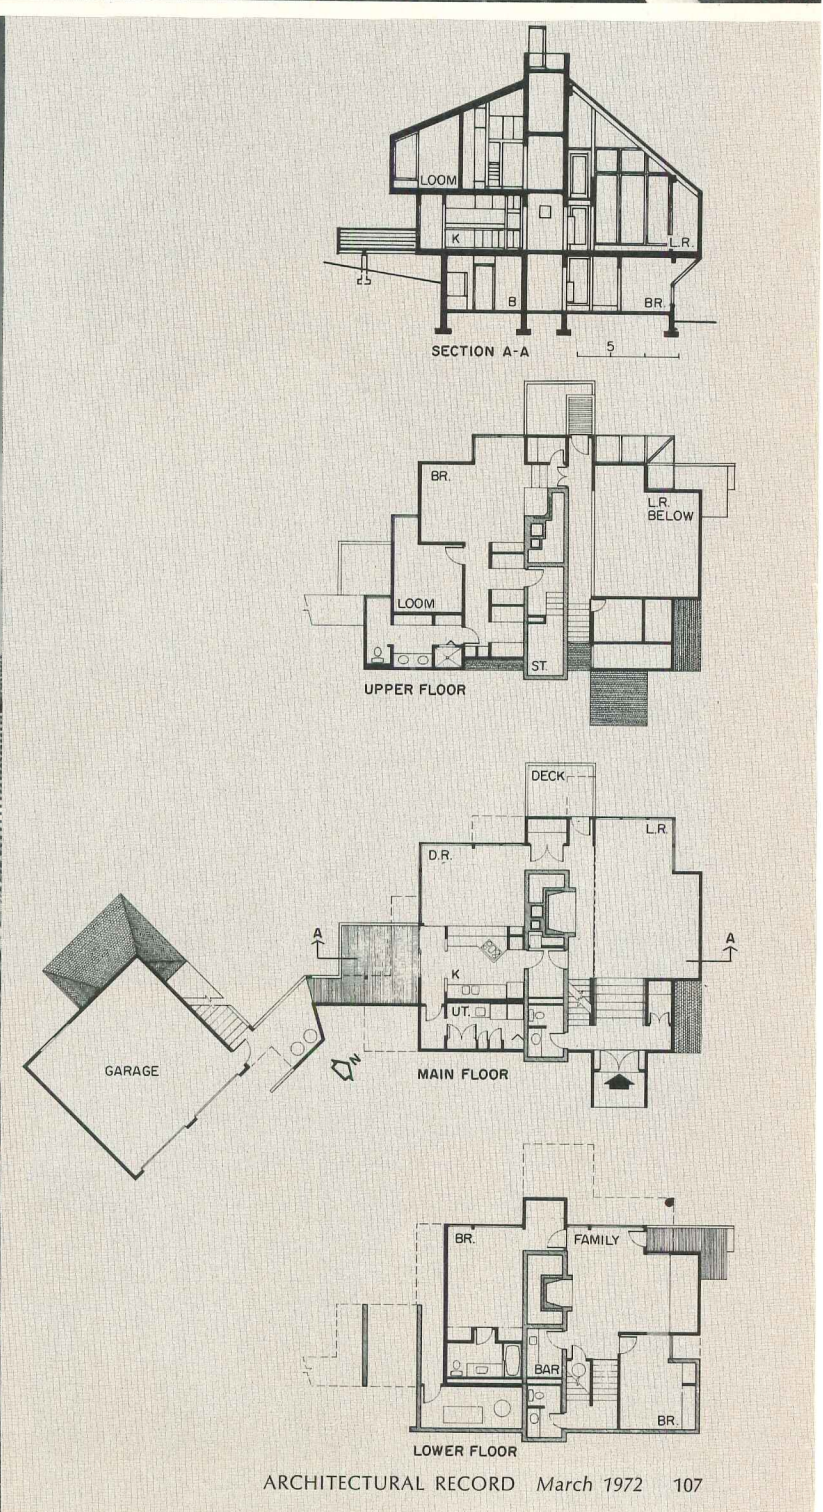 LOOM
K
L.R.
B
BR.
SECTION A-A
5
BR.
L.R.
BELOW
LOOM
ST.
UPPER FLOOR
DECK
D.R.
L.R.
A
A
K
UT.
N
GARAGE
MAIN FLOOR
BR.
FAMILY
BAR
BR.
LOWER FLOOR
ARCHITECTURAL RECORD March 1972 107